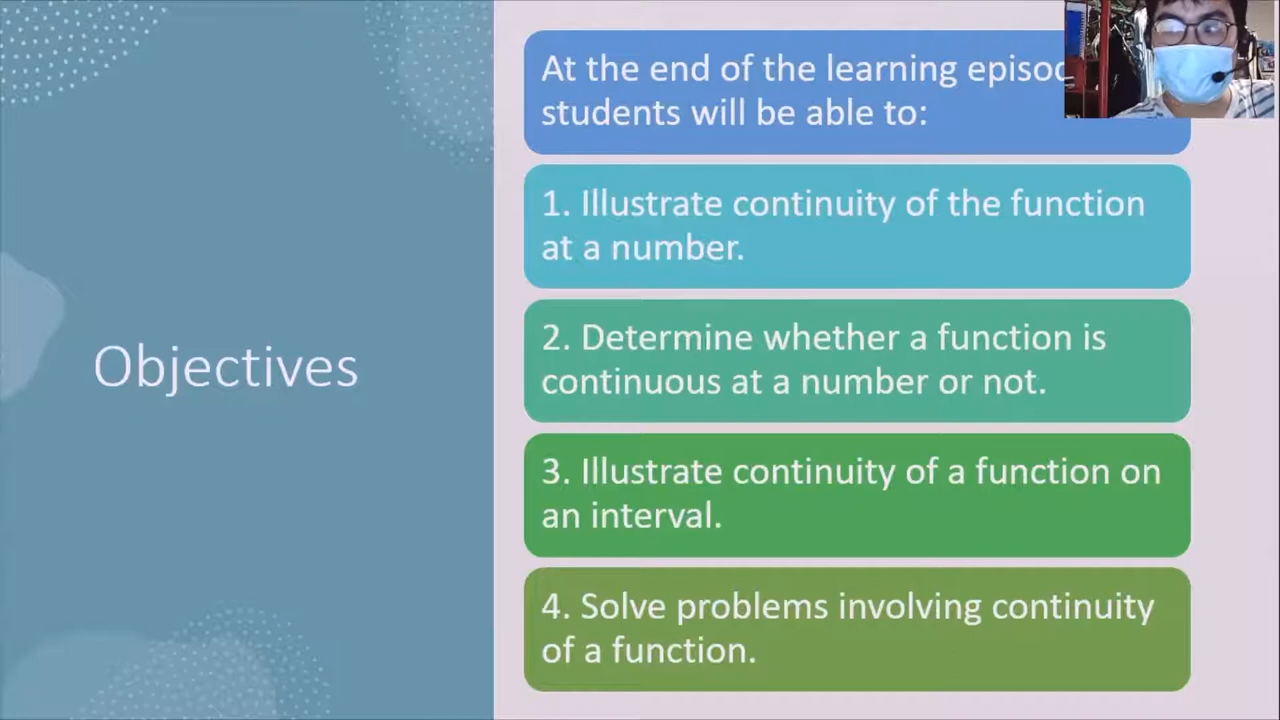 Objectives
At the end of the learning
students will be able to:
1. Illustrate continuity of the function
at a number.
2. Determine whether a function is
continuous at a number or not.
3. Illustrate continuity of a function on
an interval.
4. Solve problems involving continuity
of a function.